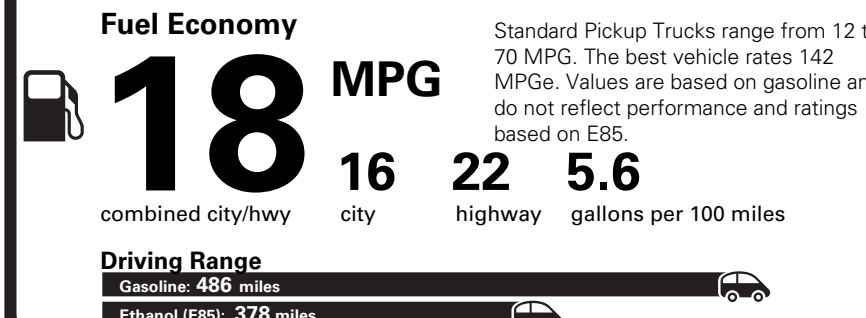 Fuel Economy
18 MPG
Standard Pickup Trucks range from 12
70 MPG. The best vehicle rates 142
MPGe. Values are based on gasoline
do not reflect performance and ratings
based on E85.
16 22 5.6
combined city/hwy city highway gallons per 100 miles
Driving Range
Gasoline: 486 miles
Ethanol (E85): 378 miles